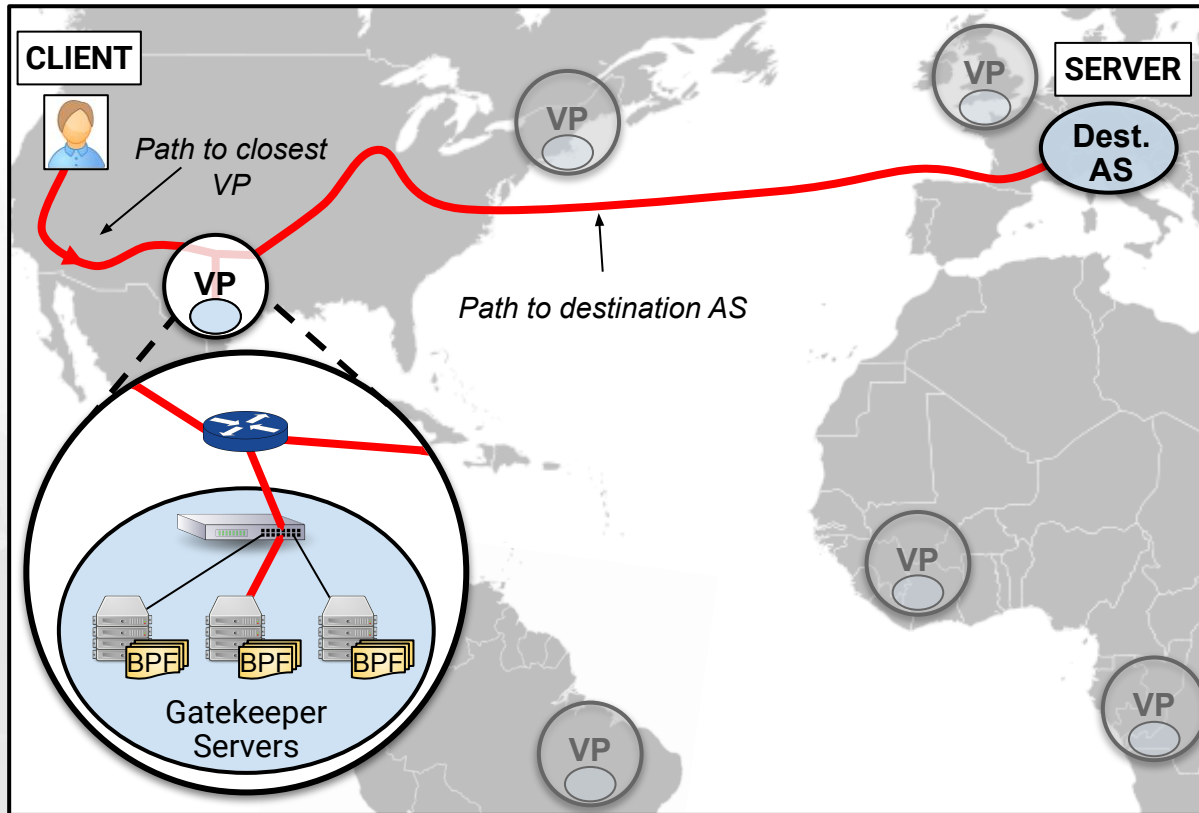 CLIENT
Path to closest
VP
VP
VP
SERVER
Dest.
AS
VP
Path to destination AS
BPF
BPF
BPF
Gatekeeper
Servers
VP
VP
VP